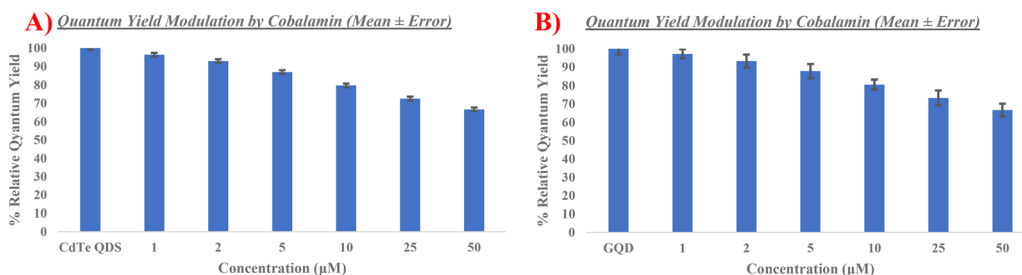 A)
Quantum Yield Modulation by Cobalamin (Mean ± Error)
% Relative Qyantum Yield
100
90
80
70
60
50
40
30
20
10
0
CdTe QDS 1 2 5 10 25 50
Concentration (µM)
B)
Quantum Yield Modulation by Cobalamin (Mean ± Error)
% Relative Qyantum Yield
100
90
80
70
60
50
40
30
20
10
0
GQD 1 2 5 10 25 50
Concentration (µM)